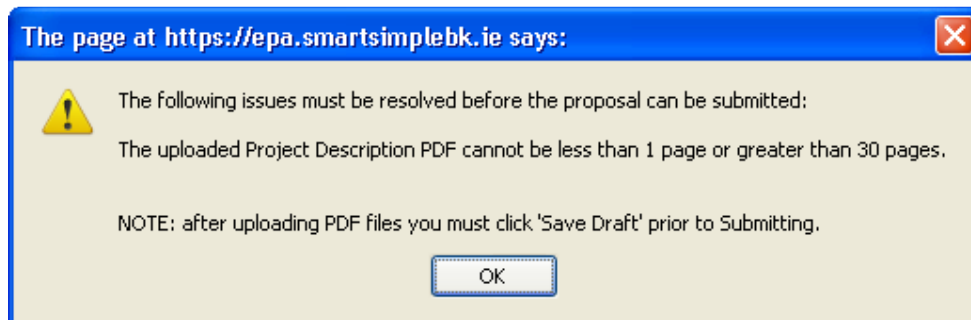 The page at https://epa.smartsimplebk.ie says:
The following issues must be resolved before the proposal can be submitted:
The uploaded Project Description PDF cannot be less than 1 page or greater than 30 pages.
NOTE: after uploading PDF files you must click 'Save Draft' prior to Submitting.
OK